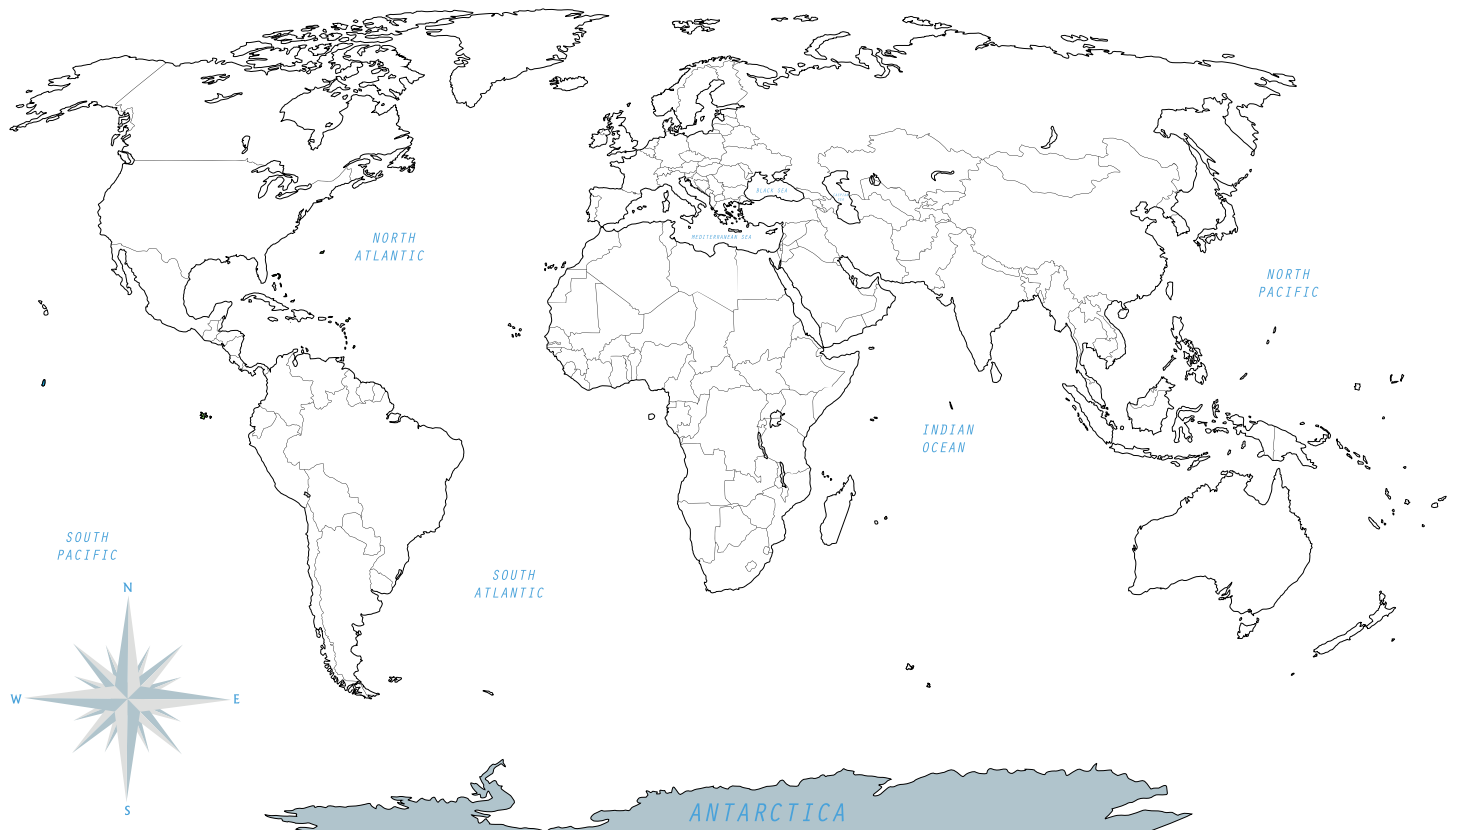 BLACK SEA
NORTH
ATLANTIC
MEDITERRANEAN SEA
NORTH
PACIFIC
INDIAN
OCEAN
SOUTH
PACIFIC
SOUTH
ATLANTIC
N
W
E
S
ANTARCTICA